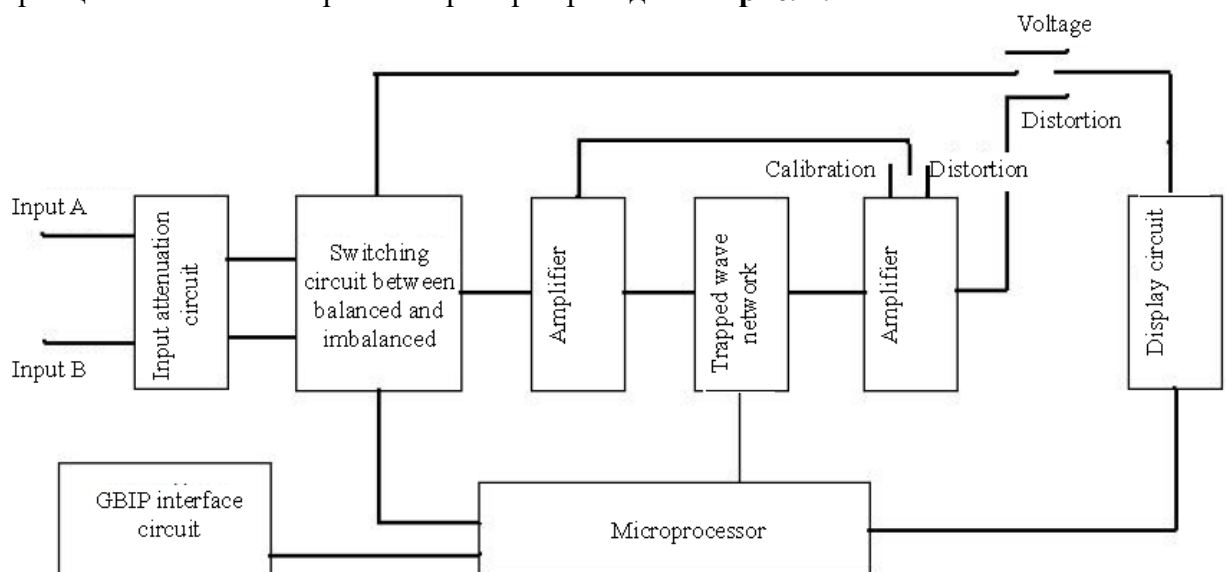 Voltage
Distortion
Calibration
Distortion
Input A
Input B
Input attenuation
circuit
Switching
circuit between
balanced and
imbalanced
Amplifier
Trapped wave
network
Amplifier
Display circuit
GBIP interface
circuit
Microprocessor